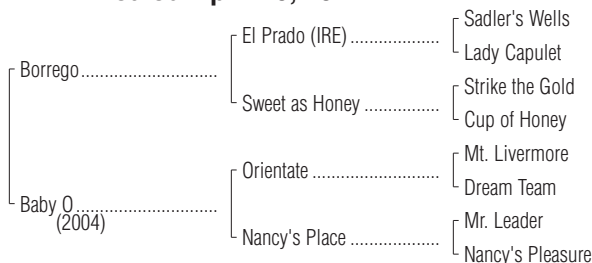 Borrego
Baby O
(2004)
El Prado (IRE)
Sweet as Honey
Orientate
Nancy's Place
Sadler's Wells
Lady Capulet
Strike the Gold
Cup of Honey
Mt. Livermore
Dream Team
Mr. Leader
Nancy's Pleasure